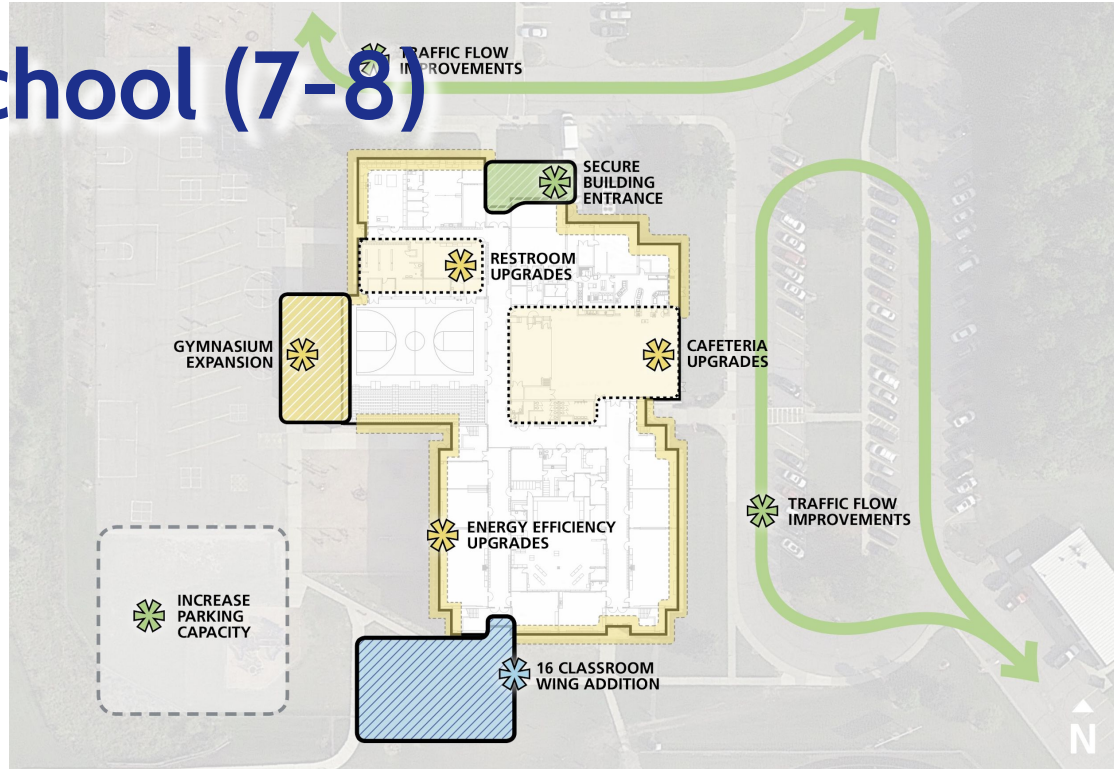 chool (7-8)
TRAFFIC FLOW
IMPROVEMENTS
SECURE
BUILDING
ENTRANCE
RESTROOM
UPGRADES
GYMNASIUM
EXPANSION
CAFETERIA
UPGRADES
TRAFFIC FLOW
IMPROVEMENTS
ENERGY EFFICIENCY
UPGRADES
INCREASE
PARKING
CAPACITY
16 CLASSROOM
WING ADDITION
N